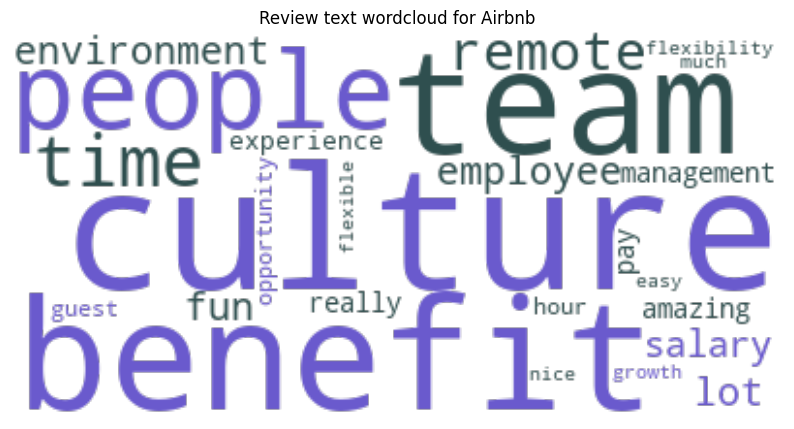 Review text wordcloud for Airbnb
environment
remote
flexibility
much
people
team
experience
time
employee
management
opportunity
flexible
culture
pay
easy
guest
fun
really
hour
amazing
benefit
salary
nice
growth
lot